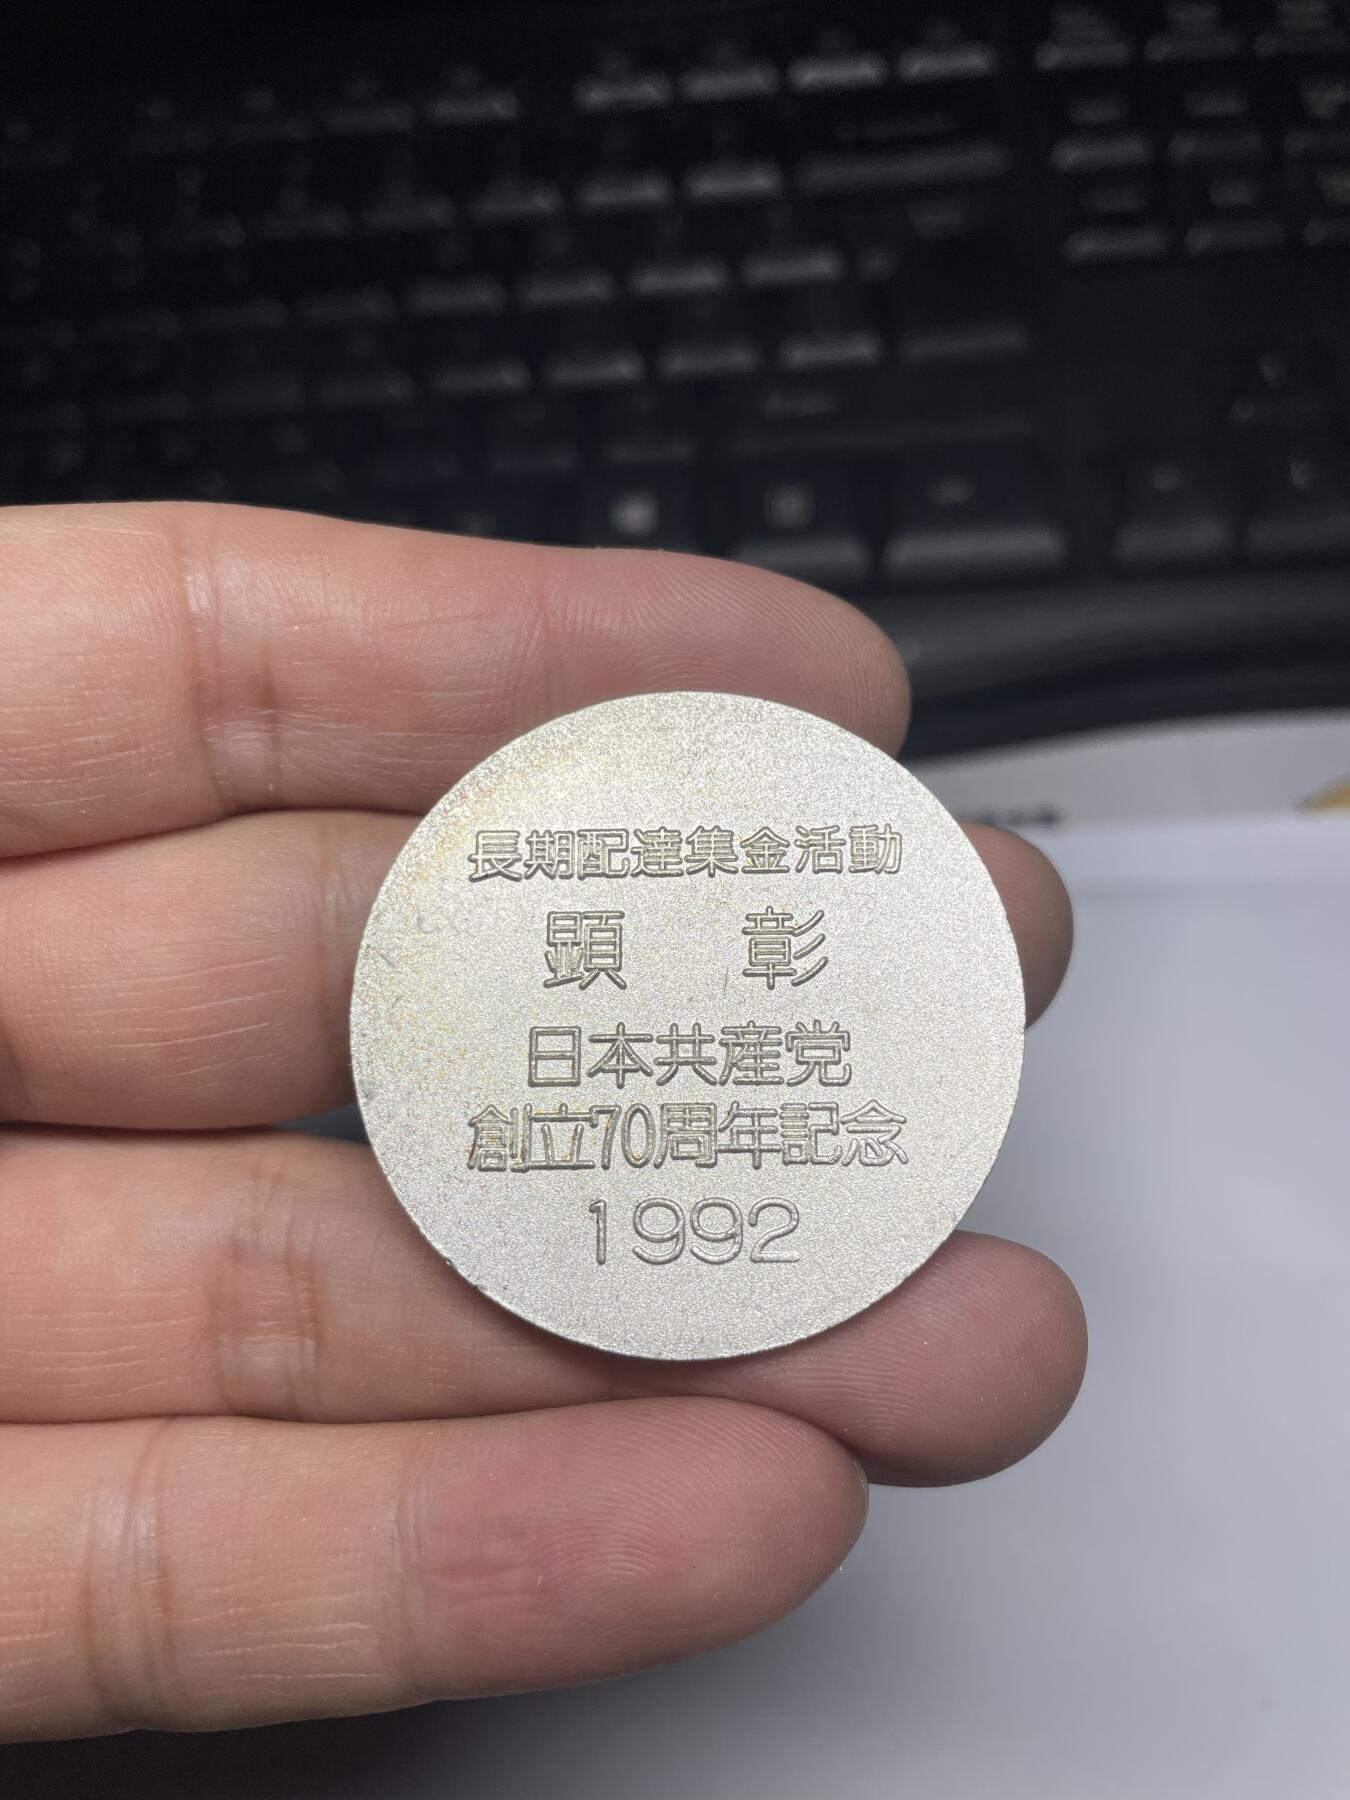 長期配達集金活動
顕 彰
日本共産党
創立70周年記念
1992